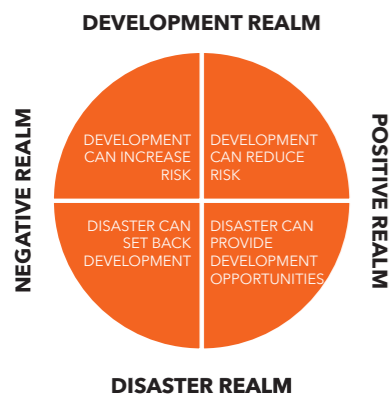 DEVELOPMENT REALM
NEGATIVE REALM
DEVELOPMENT
CAN INCREASE
RISK
DEVELOPMENT
CAN REDUCE
RISK
POSITIVE REALM
DISASTER CAN
SET BACK
DEVELOPMENT
DISASTER CAN
PROVIDE
DEVELOPMENT
OPPORTUNITIES
DISASTER REALM